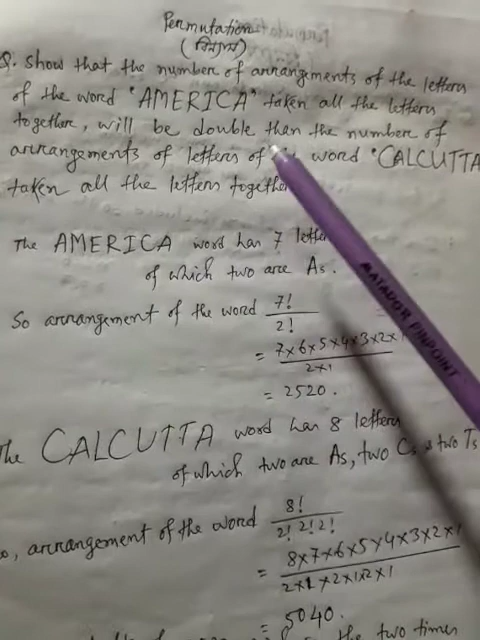 Permutation
(বিন্যাস)
Q. Show that the number of arrangements of the letters
of the word "AMERICA" taken all the letters
together, will be double than the number of
arrangements of letters of word "CALCUTTA
taken all the letters together
The AMERICA word has 7
of which two are As.
So arrangement of the word 7!
2!
= 7×6×5×4×3×2×1
2×1
= 2520.
The CALCUTTA word has 8 letters
of which two are As, two Cs & two Ts
So, arrangement of the word 8!
2! 2! 2!
= 8×7×6×5×4×3×2×1
2×1×2×1×2×1
= 5040.
the two times
MATADOR PINPOINT